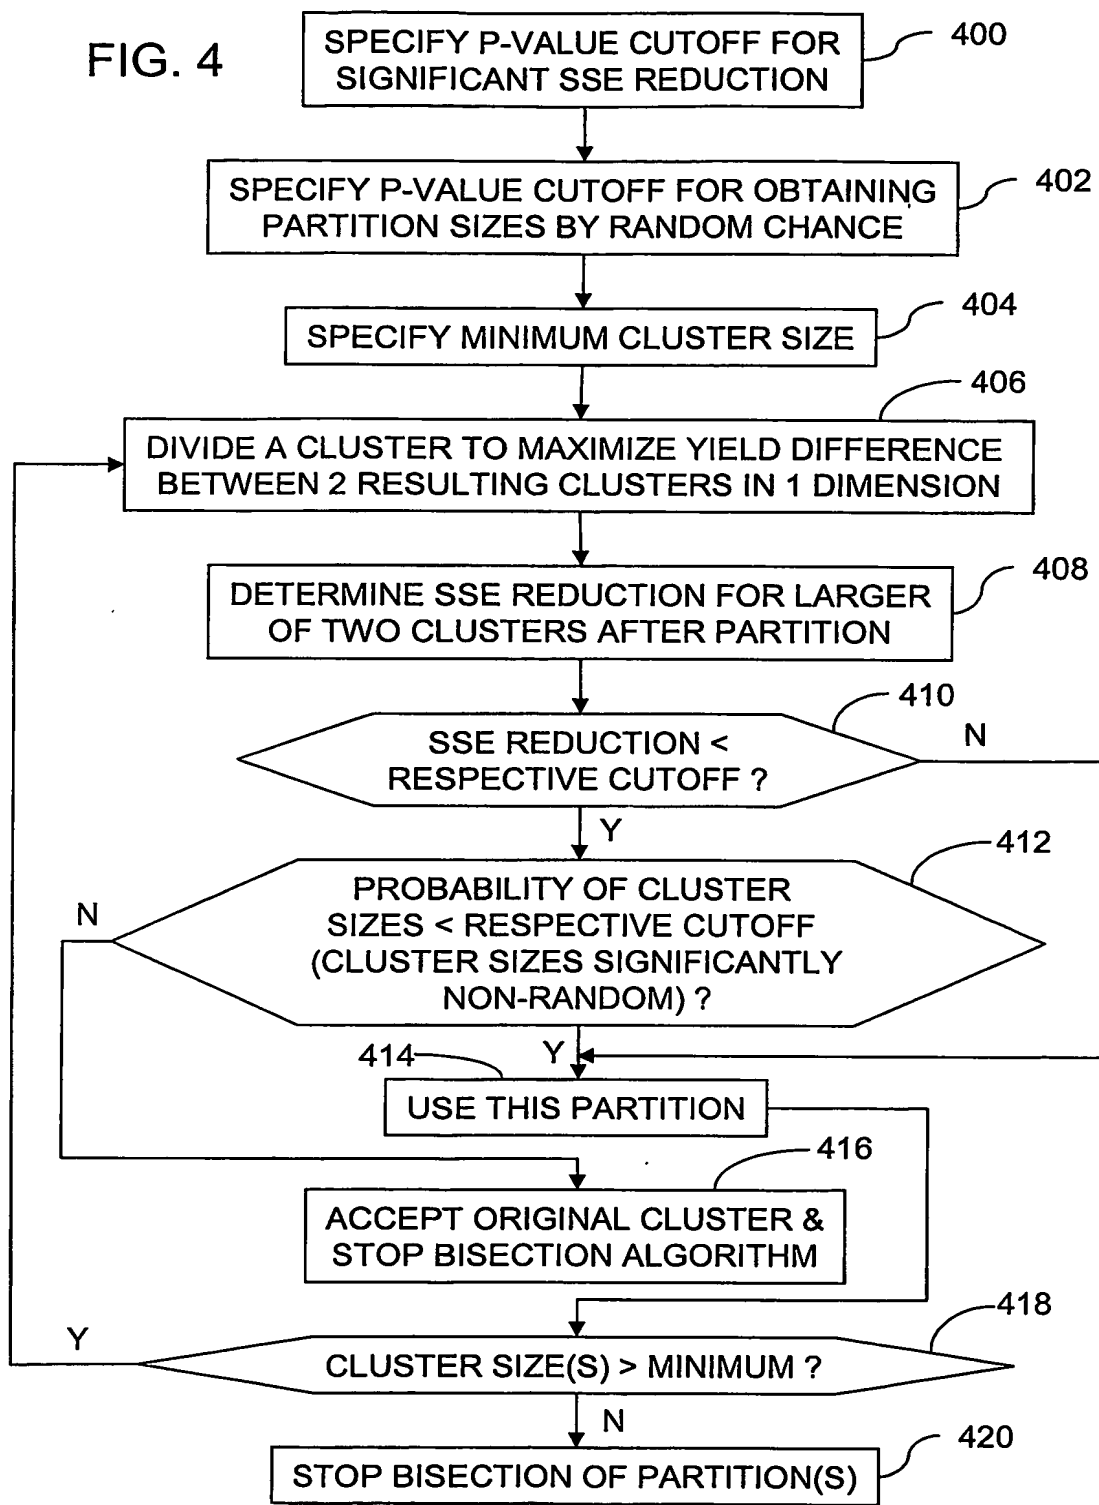 FIG. 4
SPECIFY P-VALUE CUTOFF FOR
SIGNIFICANT SSE REDUCTION
400
SPECIFY P-VALUE CUTOFF FOR OBTAINING
PARTITION SIZES BY RANDOM CHANCE
402
SPECIFY MINIMUM CLUSTER SIZE
404
406
DIVIDE A CLUSTER TO MAXIMIZE YIELD DIFFERENCE
BETWEEN 2 RESULTING CLUSTERS IN 1 DIMENSION
DETERMINE SSE REDUCTION FOR LARGER
OF TWO CLUSTERS AFTER PARTITION
408
410
SSE REDUCTION <
RESPECTIVE CUTOFF ?
N
Y
412
PROBABILITY OF CLUSTER
SIZES < RESPECTIVE CUTOFF
(CLUSTER SIZES SIGNIFICANTLY
NON-RANDOM) ?
N
Y
414
USE THIS PARTITION
416
ACCEPT ORIGINAL CLUSTER &
STOP BISECTION ALGORITHM
418
CLUSTER SIZE(S) > MINIMUM ?
Y
N
420
STOP BISECTION OF PARTITION(S)